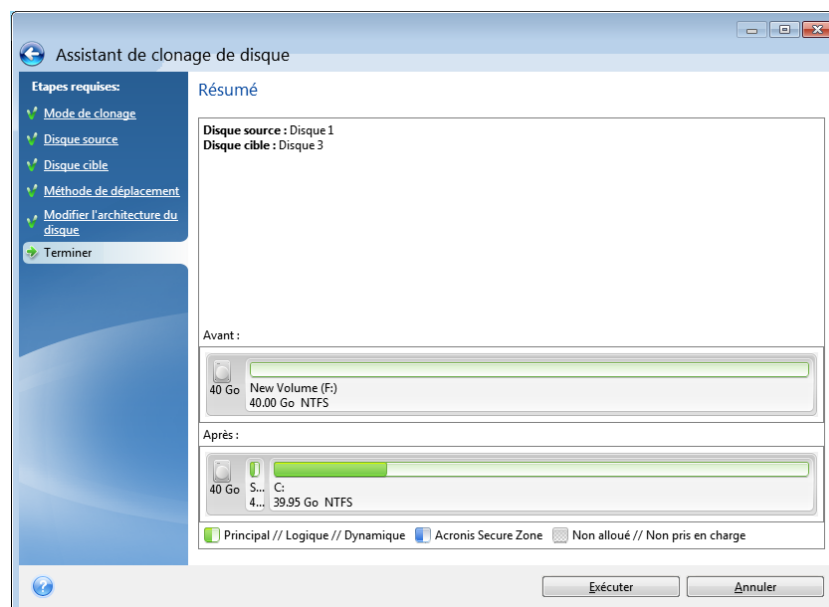 Assistant de clonage de disque
Etapes requises:
Mode de clonage
Disque source
Disque cible
Méthode de déplacement
Modifier l'architecture du
disque
Terminer
Résumé
Disque source : Disque 1
Disque cible : Disque 3
Avant :
40 Go
New Volume (F:)
40.00 Go NTFS
Après :
40 Go
S...
4...
C:
39.95 Go NTFS
Principal // Logique // Dynamique
Acronis Secure Zone
Non alloué // Non pris en charge
Exécuter
Annuler